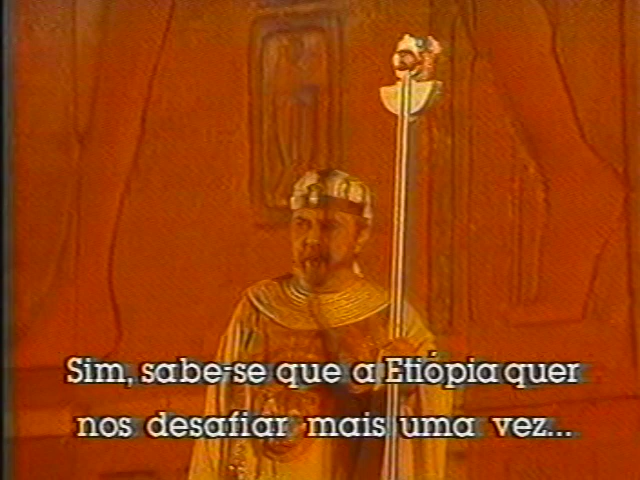 Sim, sabe-se que a Etiópia quer
nos desafiar mais uma vez...